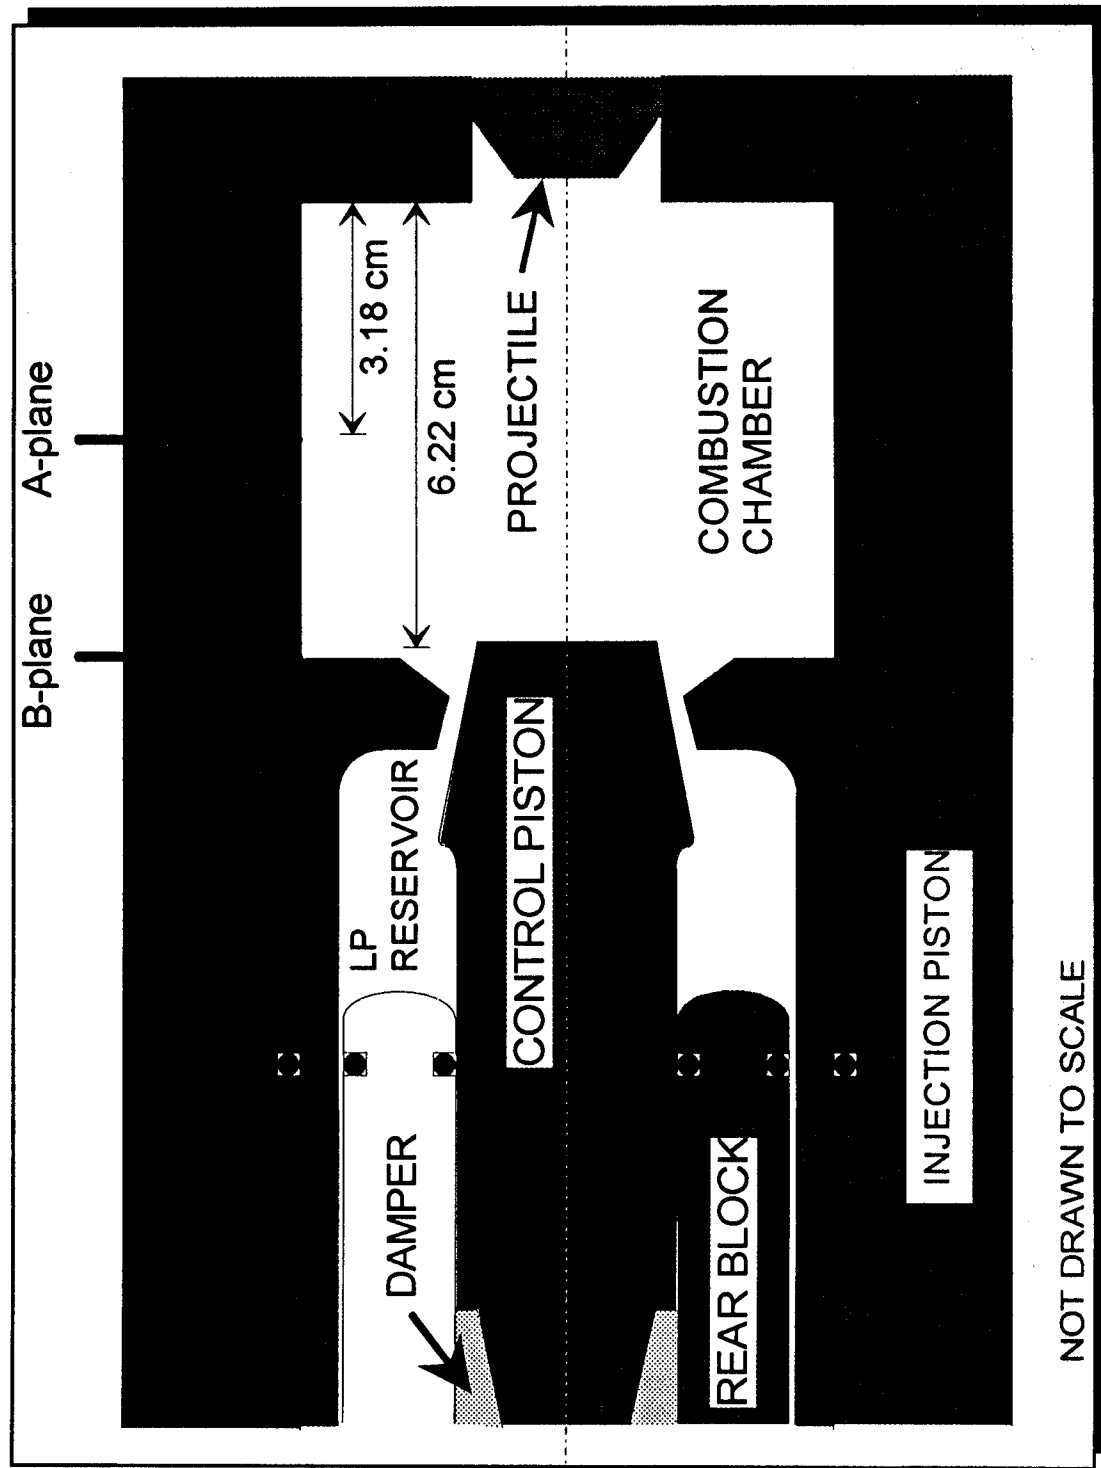 B-plane
A-plane
3.18 cm
6.22 cm
LP
RESERVOIR
DAMPER
PROJECTILE
CONTROL PISTON
COMBUSTION
CHAMBER
REAR BLOCK
INJECTION PISTON
NOT DRAWN TO SCALE